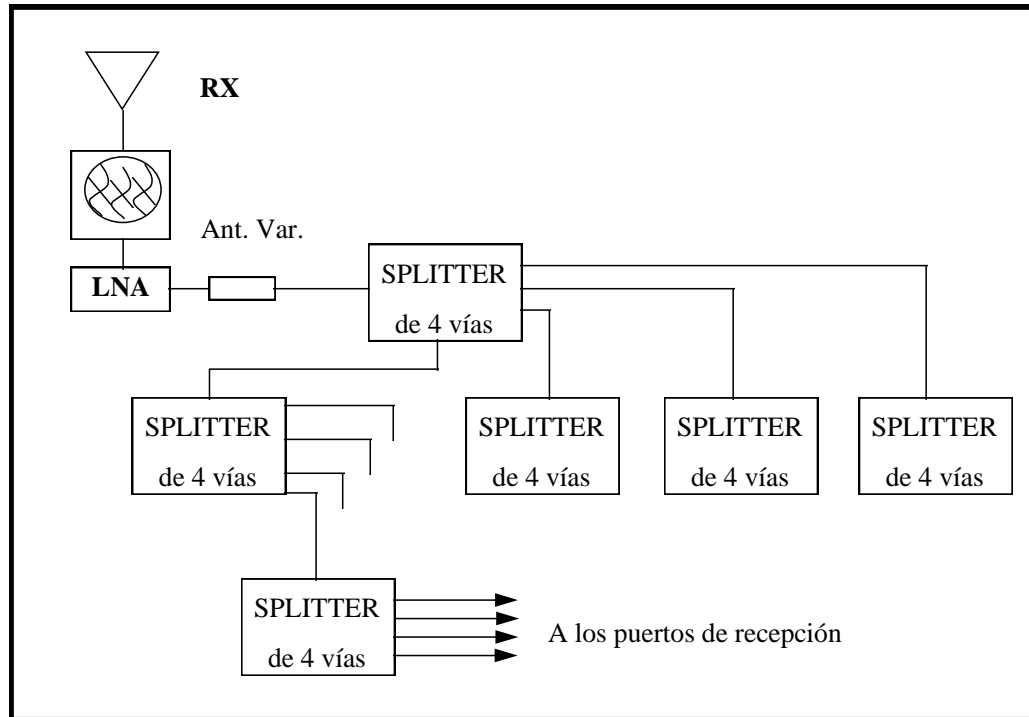 RX
Ant. Var.
LNA
SPLITTER
de 4 vías
SPLITTER
de 4 vías
SPLITTER
de 4 vías
SPLITTER
de 4 vías
SPLITTER
de 4 vías
SPLITTER
de 4 vías
A los puertos de recepción